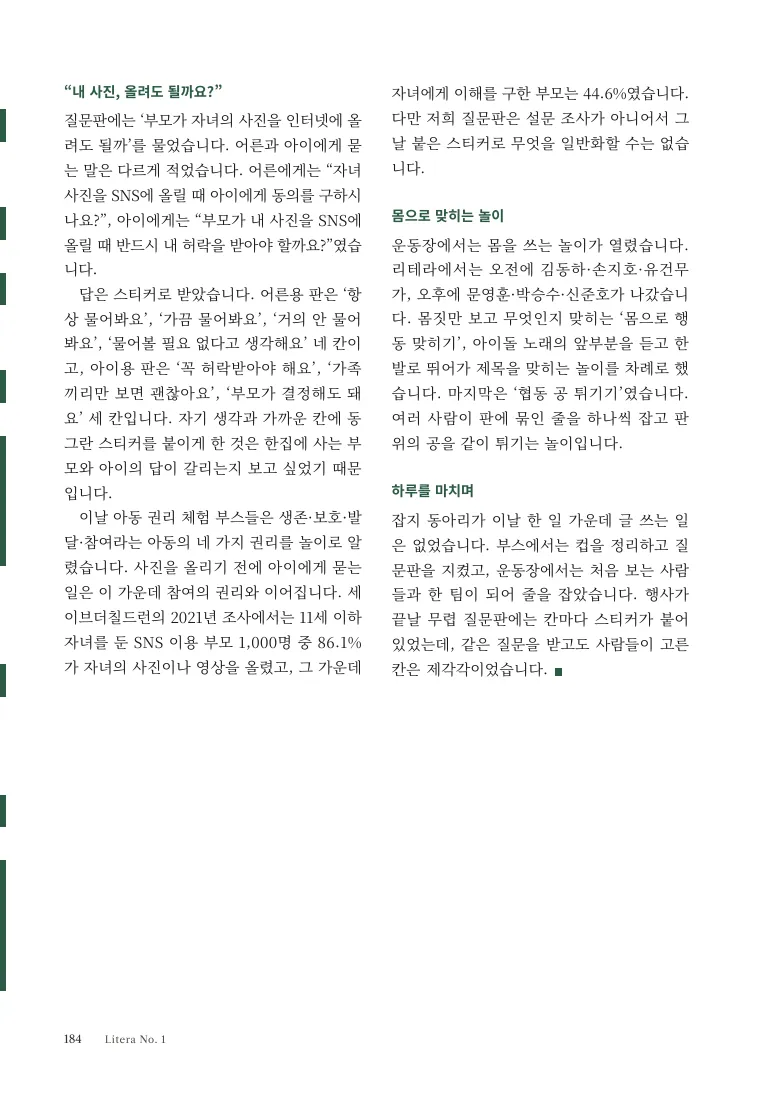 “내 사진, 올려도 될까요?”
질문판에는 ‘부모가 자녀의 사진을 인터넷에 올
려도 될까’를 물었습니다. 어른과 아이에게 묻
는 말은 다르게 적었습니다. 어른에게는 “자녀
사진을 SNS에 올릴 때 아이에게 동의를 구하시
나요?”, 아이에게는 “부모가 내 사진을 SNS에
올릴 때 반드시 내 허락을 받아야 할까요?”였습
니다.
답은 스티커로 받았습니다. 어른용 판은 ‘항
상 물어봐요’, ‘가끔 물어봐요’, ‘거의 안 물어
봐요’, ‘물어볼 필요 없다고 생각해요’ 네 칸이
고, 아이용 판은 ‘꼭 허락받아야 해요’, ‘가족
끼리만 보면 괜찮아요’, ‘부모가 결정해도 돼
요’ 세 칸입니다. 자기 생각과 가까운 칸에 동
그란 스티커를 붙이게 한 것은 한집에 사는 부
모와 아이의 답이 갈리는지 보고 싶었기 때문
입니다.
이날 아동 권리 체험 부스들은 생존·보호·발
달·참여라는 아동의 네 가지 권리를 놀이로 알
렸습니다. 사진을 올리기 전에 아이에게 묻는
일은 이 가운데 참여의 권리와 이어집니다. 세
이브더칠드런의 2021년 조사에서는 11세 이하
자녀를 둔 SNS 이용 부모 1,000명 중 86.1%
가 자녀의 사진이나 영상을 올렸고, 그 가운데
자녀에게 이해를 구한 부모는 44.6%였습니다.
다만 저희 질문판은 설문 조사가 아니어서 그
날 붙은 스티커로 무엇을 일반화할 수는 없습
니다.
몸으로 맞히는 놀이
운동장에서는 몸을 쓰는 놀이가 열렸습니다.
리테라에서는 오전에 김동하·손지호·유건무
가, 오후에 문영훈·박승수·신준호가 나갔습니
다. 몸짓만 보고 무엇인지 맞히는 ‘몸으로 행
동 맞히기’, 아이돌 노래의 앞부분을 듣고 한
발로 뛰어가 제목을 맞히는 놀이를 차례로 했
습니다. 마지막은 ‘협동 공 튀기기’였습니다.
여러 사람이 판에 묶인 줄을 하나씩 잡고 판
위의 공을 같이 튀기는 놀이입니다.
하루를 마치며
잡지 동아리가 이날 한 일 가운데 글 쓰는 일
은 없었습니다. 부스에서는 컵을 정리하고 질
문판을 지켰고, 운동장에서는 처음 보는 사람
들과 한 팀이 되어 줄을 잡았습니다. 행사가
끝날 무렵 질문판에는 칸마다 스티커가 붙어
있었는데, 같은 질문을 받고도 사람들이 고른
칸은 제각각이었습니다.
184 Litera No. 1